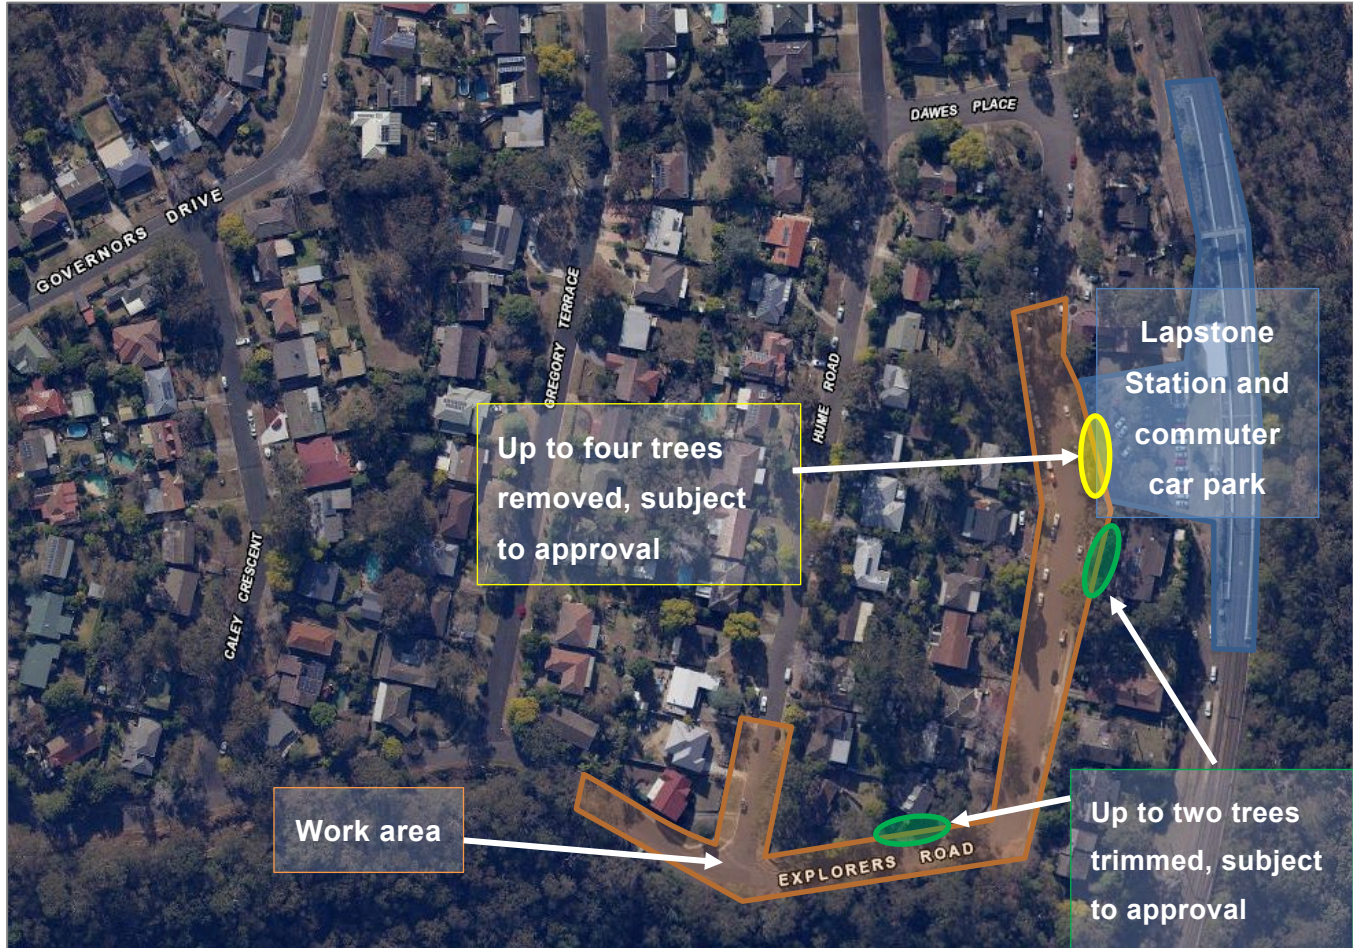 DAWES PLACE
GOVERNORS DRIVE
GREGORY TERRACE
HUME ROAD
CALEY CRESCENT
Lapstone
Station and
commuter
car park
Up to four trees
removed, subject
to approval
Work area
EXPLORERS ROAD
Up to two trees
trimmed, subject
to approval